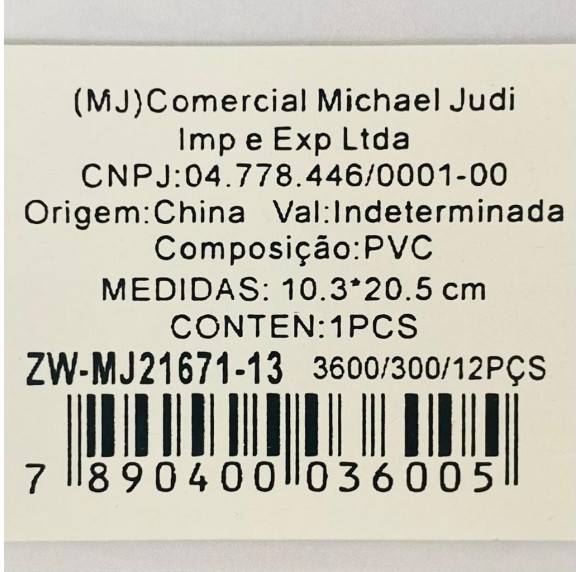 (MJ)Comercial Michael Judi
Imp e Exp Ltda
CNPJ:04.778.446/0001-00
Origem:China Val:Indeterminada
Composição:PVC
MEDIDAS: 10.3*20.5 cm
CONTEN:1PCS
ZW-MJ21671-13 3600/300/12PÇS
7 890400 036005